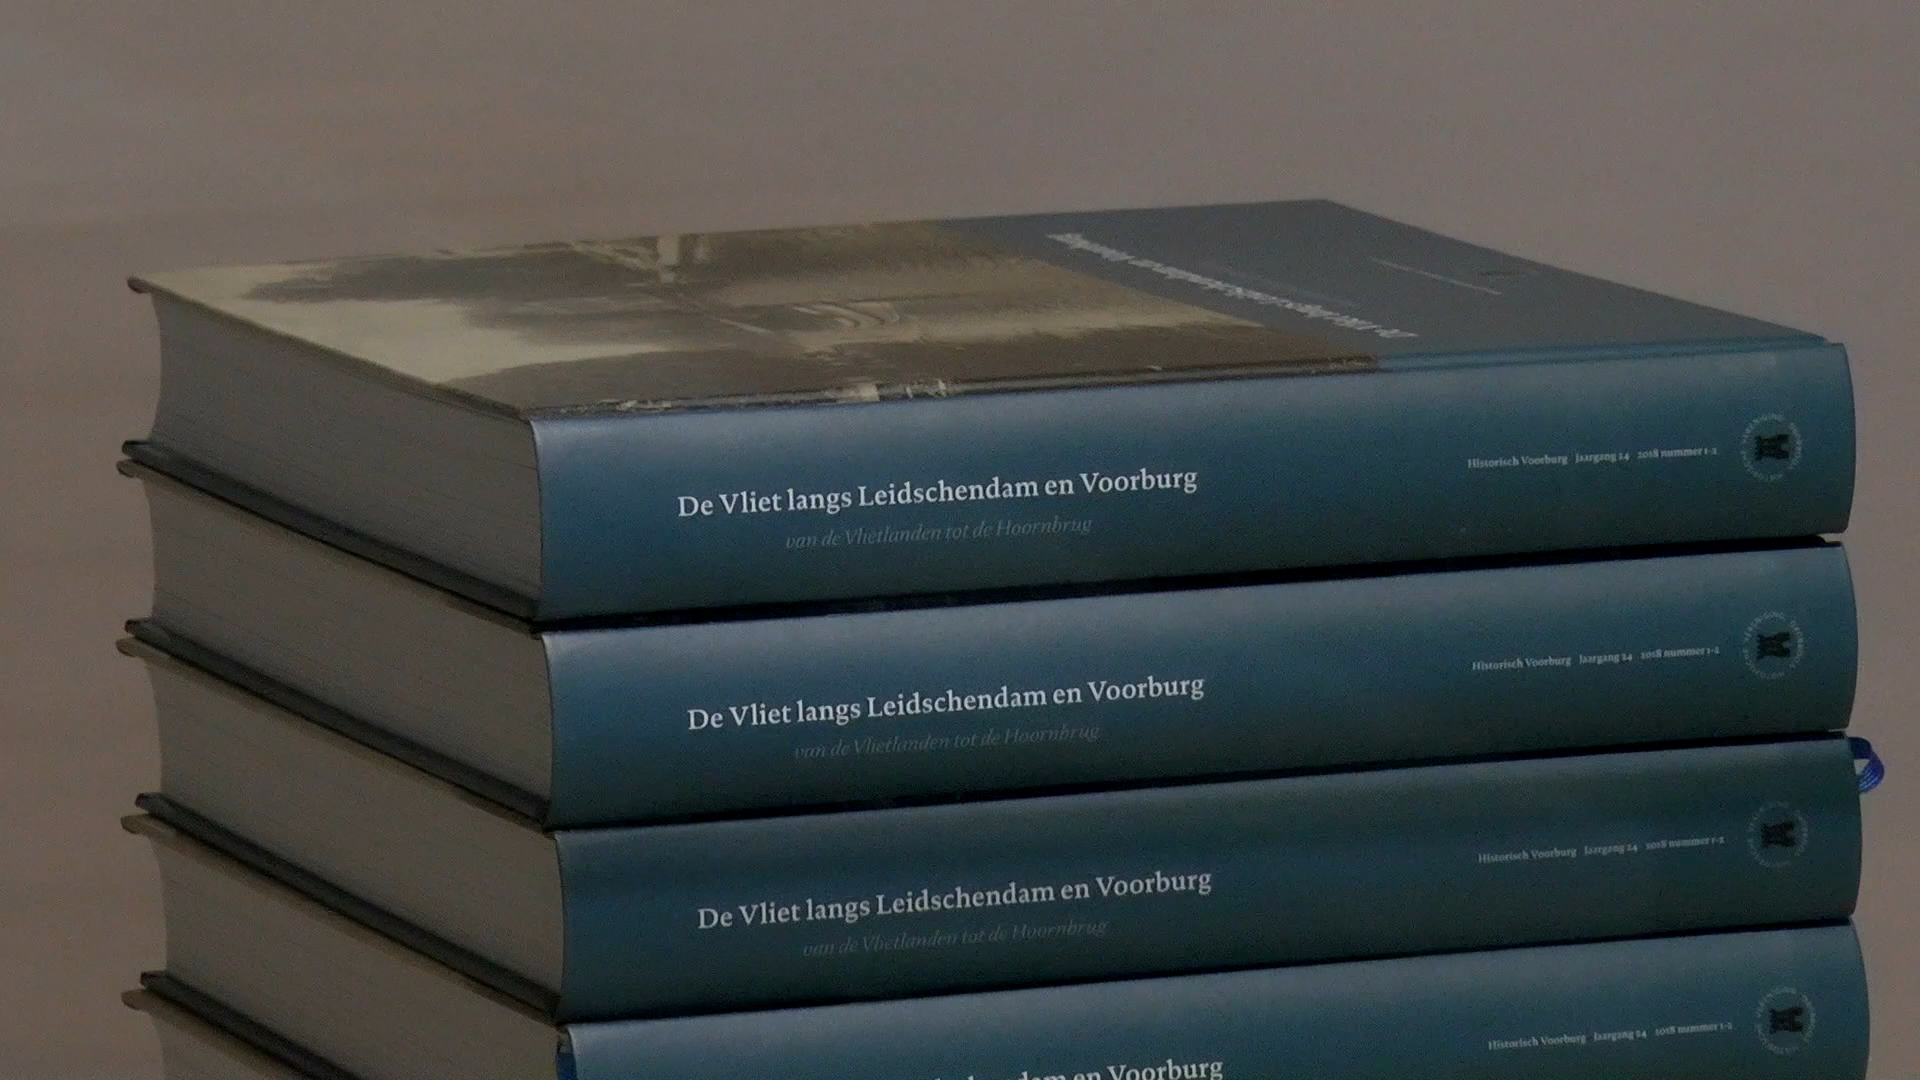 De Vliet langs Leidschendam en Voorburg
van de Vlietlanden tot de Hoornbrug
Historisch Voorburg Jaargang 24 2018 nummer 1-2
De Vliet langs Leidschendam en Voorburg
van de Vlietlanden tot de Hoornbrug
Historisch Voorburg Jaargang 24 2018 nummer 1-2
De Vliet langs Leidschendam en Voorburg
van de Vlietlanden tot de Hoornbrug
Historisch Voorburg Jaargang 24 2018 nummer 1-2
en Voorburg
Historisch Voorburg Jaargang 24 2018 nummer 1-2